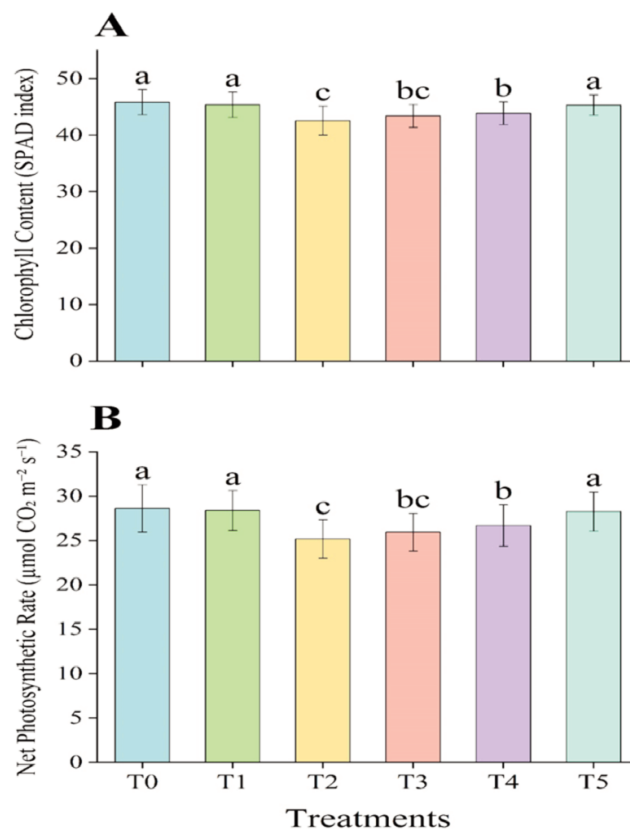 A
Chlorophyll Content (SPAD index)
50
40
30
20
10
0
a a c bc b a
B
Net Photosynthetic Rate (μmol CO₂ m⁻² s⁻¹)
35
30
25
20
15
10
5
0
a a c bc b a
T0 T1 T2 T3 T4 T5
Treatments